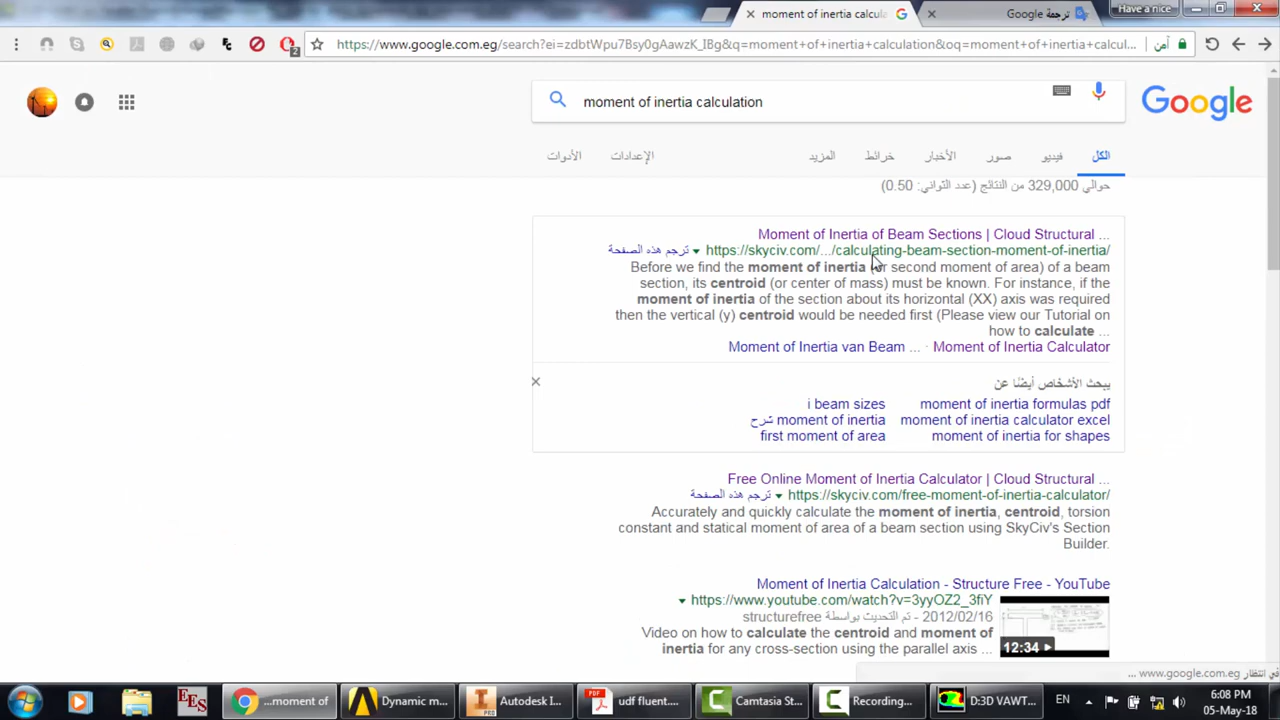 moment of inertia calcula
ترجمة Google
Have a nice
https://www.google.com.eg/search?ei=zdbtWpu7Bsy0gAawzK_IBg&q=moment+of+inertia+calculation&oq=moment+of+inertia+calcul...
آمن
2
moment of inertia calculation
Google
الكل
فيديو
صور
الأخبار
خرائط
المزيد
الإعدادات
الأدوات
حوالي 329,000 من النتائج (عدد الثواني: 0.50)
Moment of Inertia of Beam Sections | Cloud Structural ...
https://skyciv.com/.../calculating-beam-section-moment-of-inertia/ ترجم هذه الصفحة
Before we find the moment of inertia (or second moment of area) of a beam
section, its centroid (or center of mass) must be known. For instance, if the
moment of inertia of the section about its horizontal (XX) axis was required
then the vertical (y) centroid would be needed first (Please view our Tutorial on
how to calculate ...
Moment of Inertia van Beam ... · Moment of Inertia Calculator
يبحث الأشخاص أيضًا عن
i beam sizes
moment of inertia formulas pdf
moment of inertia شرح
moment of inertia calculator excel
first moment of area
moment of inertia for shapes
Free Online Moment of Inertia Calculator | Cloud Structural ...
https://skyciv.com/free-moment-of-inertia-calculator/ ترجم هذه الصفحة
Accurately and quickly calculate the moment of inertia, centroid, torsion
constant and statical moment of area of a beam section using SkyCiv's Section
Builder.
Moment of Inertia Calculation - Structure Free - YouTube
https://www.youtube.com/watch?v=3yyOZ2_3fiY
structurefree تم التحديث بواسطة - 2012/02/16
Video on how to calculate the centroid and moment of
inertia for any cross-section using the parallel axis ...
12:34
في انتظار www.google.com.eg ...
EES
...moment of
Dynamic m...
PRO
Autodesk I...
PDF
udf fluent....
Camtasia St...
Recording...
D:3D VAWT...
EN
6:08 PM
05-May-18